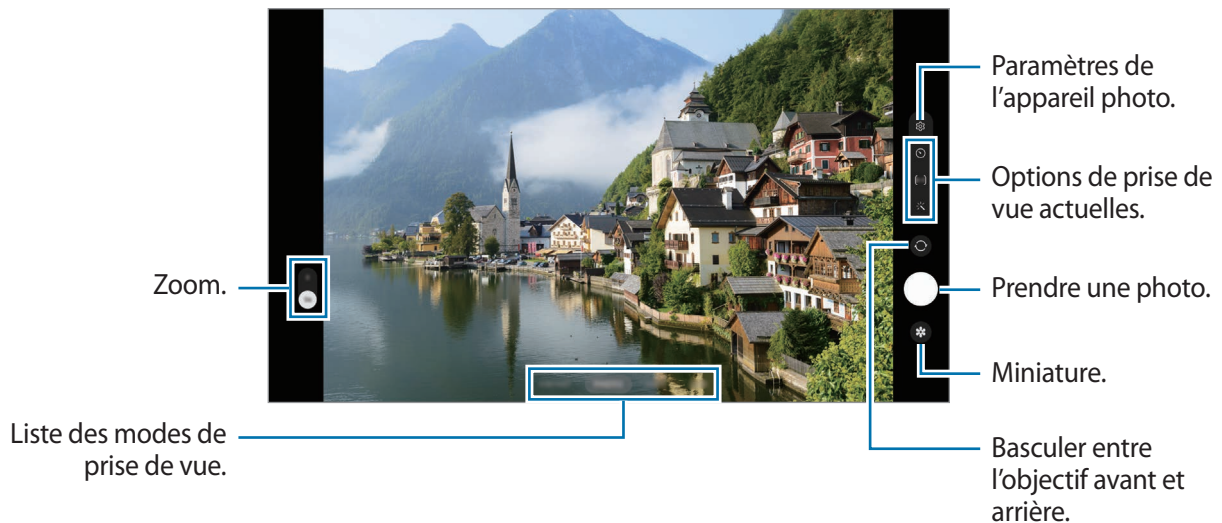 Paramètres de
l’appareil photo.
Options de prise de
vue actuelles.
Zoom.
Prendre une photo.
Miniature.
Liste des modes de
prise de vue.
Basculer entre
l’objectif avant et
arrière.